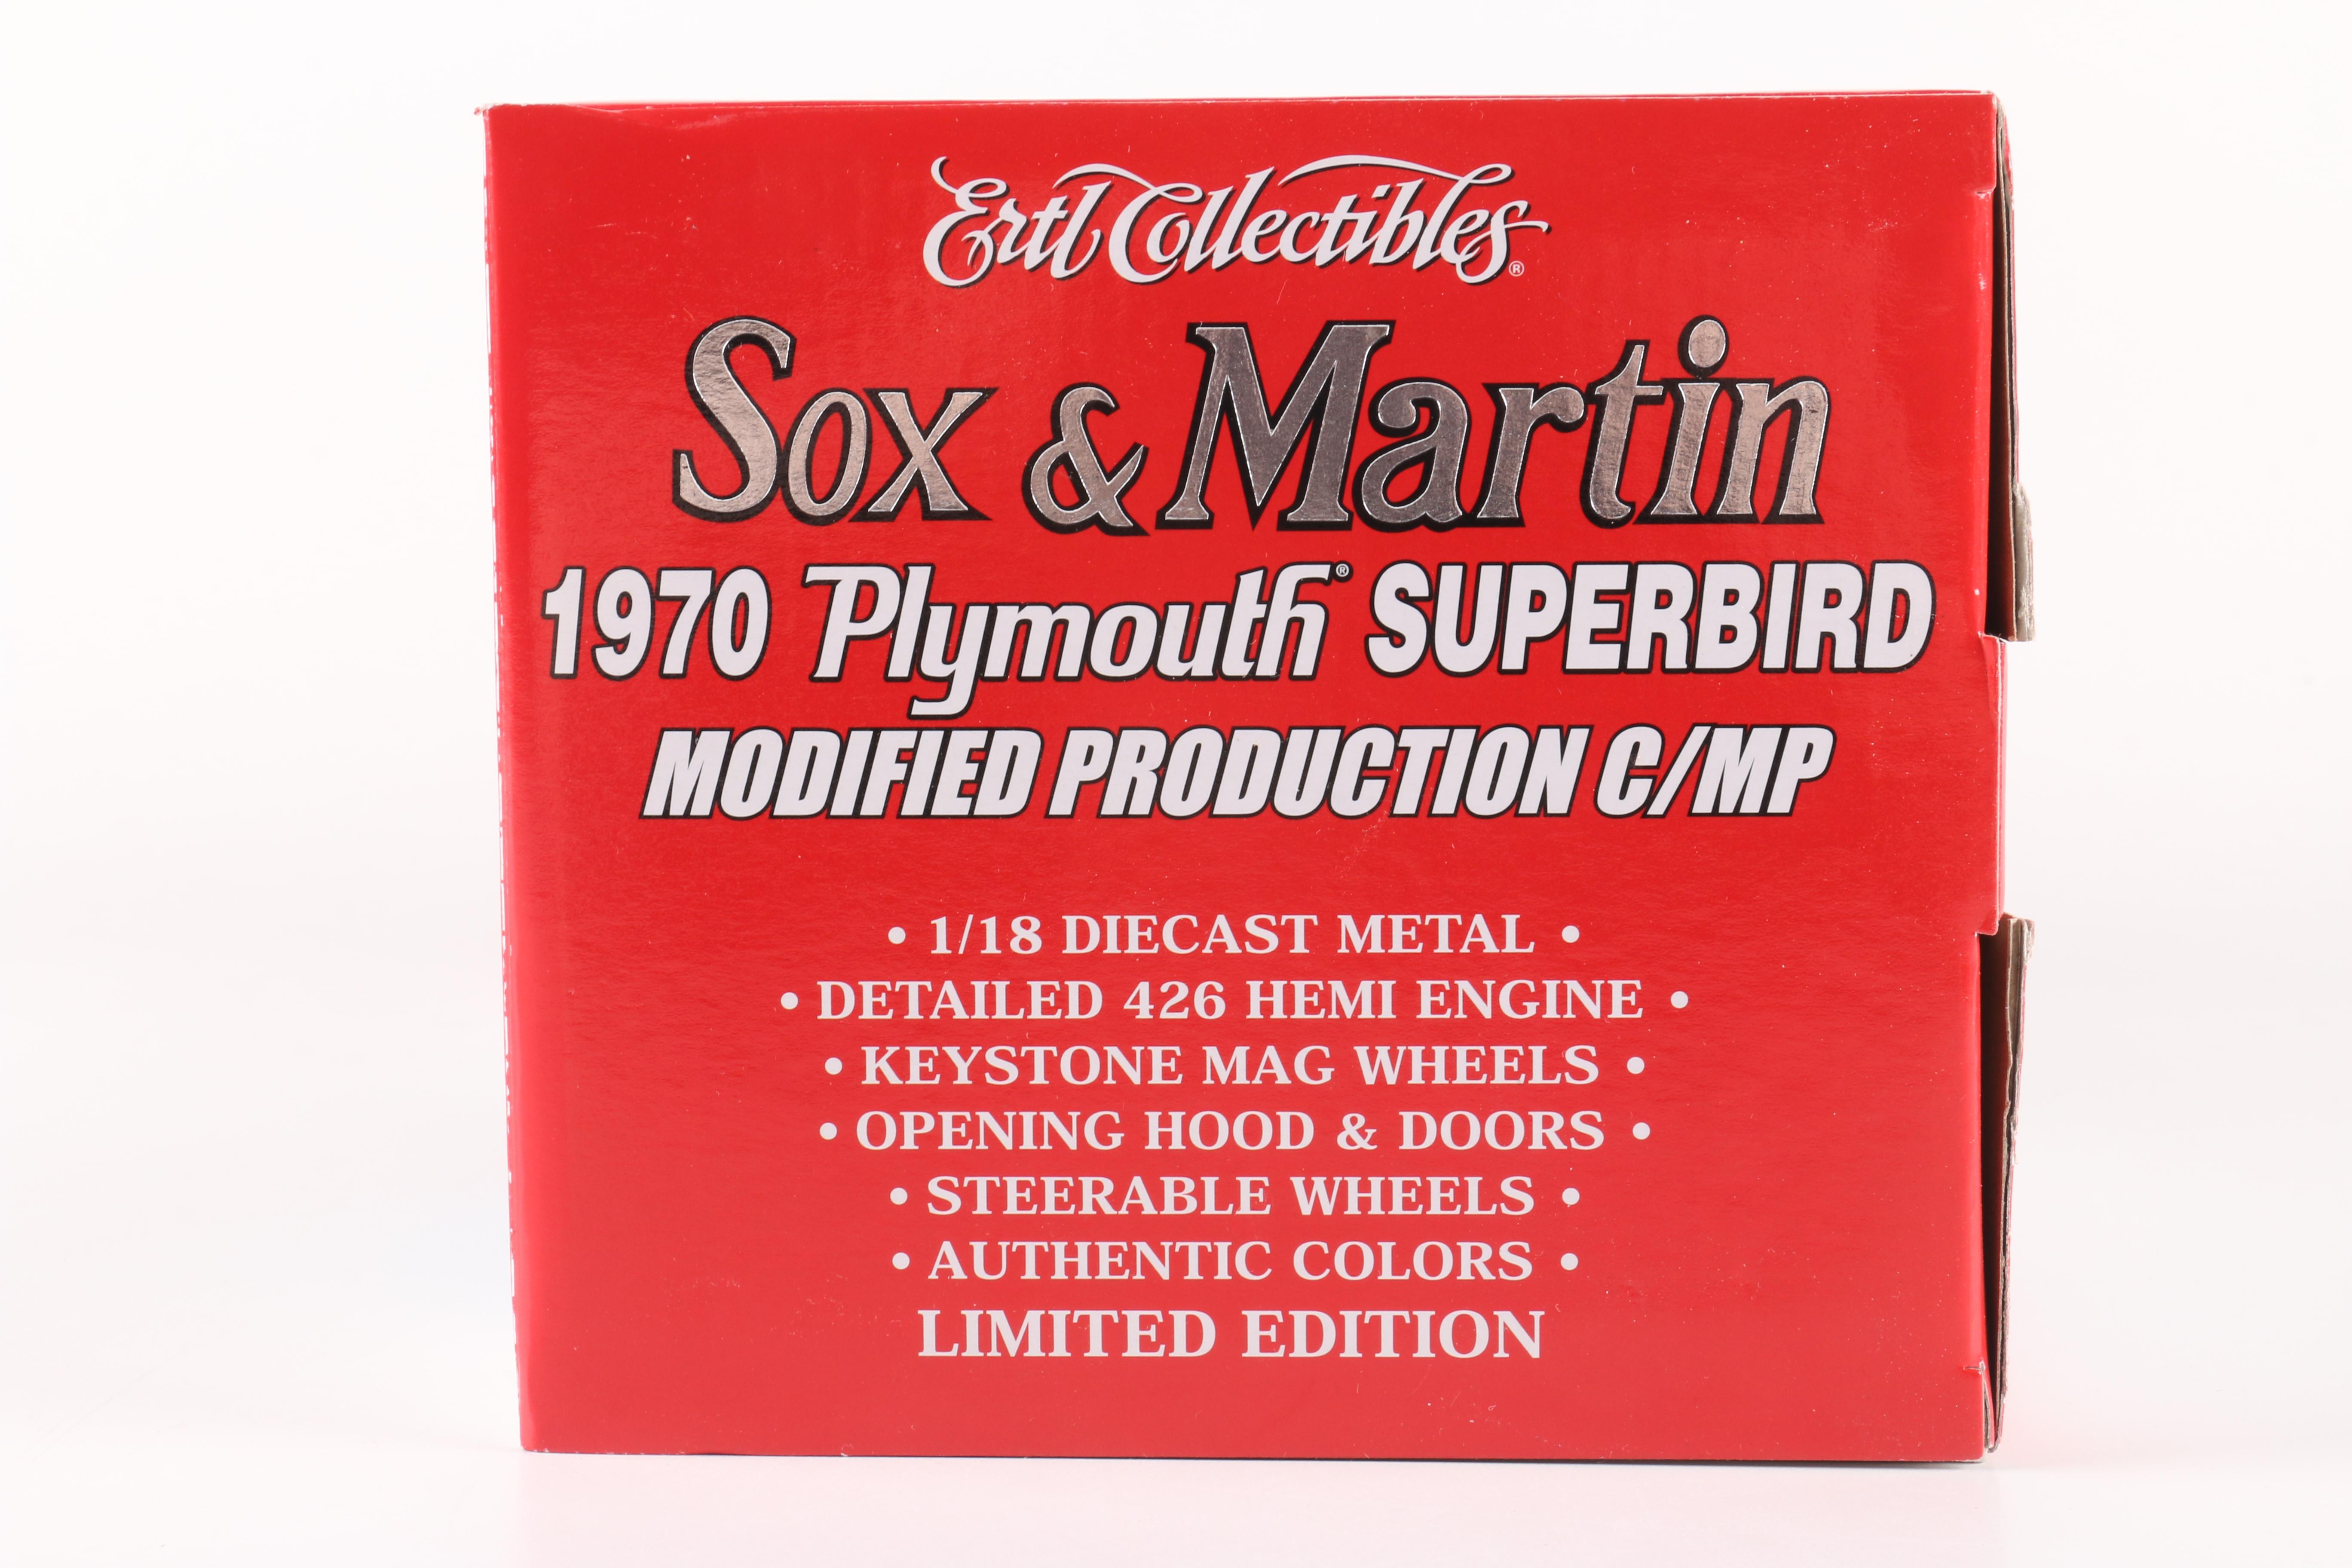 Ertl Collectibles®
Sox & Martin
1970 Plymouth® SUPERBIRD
MODIFIED PRODUCTION C/MP
• 1/18 DIECAST METAL •
• DETAILED 426 HEMI ENGINE •
• KEYSTONE MAG WHEELS •
• OPENING HOOD & DOORS •
• STEERABLE WHEELS •
• AUTHENTIC COLORS •
LIMITED EDITION